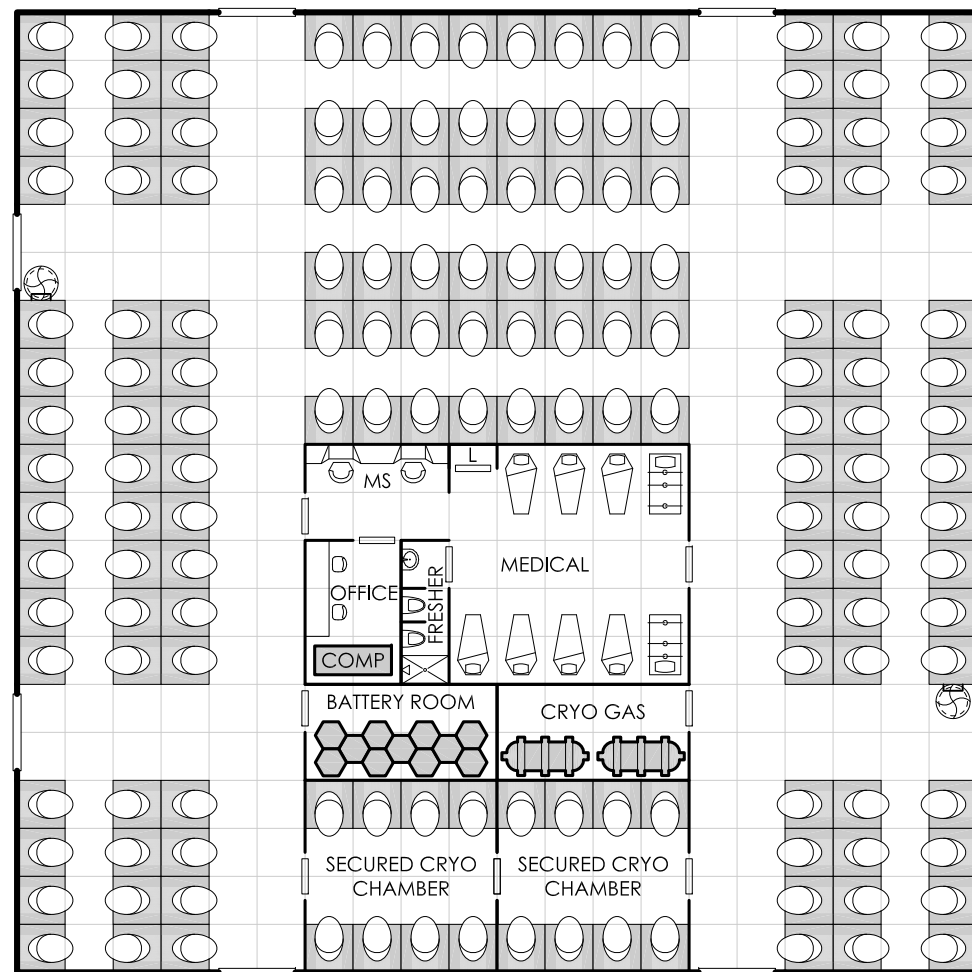 L
MS
MEDICAL
OFFICE
FRESHER
COMP
BATTERY ROOM
CRYO GAS
SECURED CRYO
CHAMBER
SECURED CRYO
CHAMBER